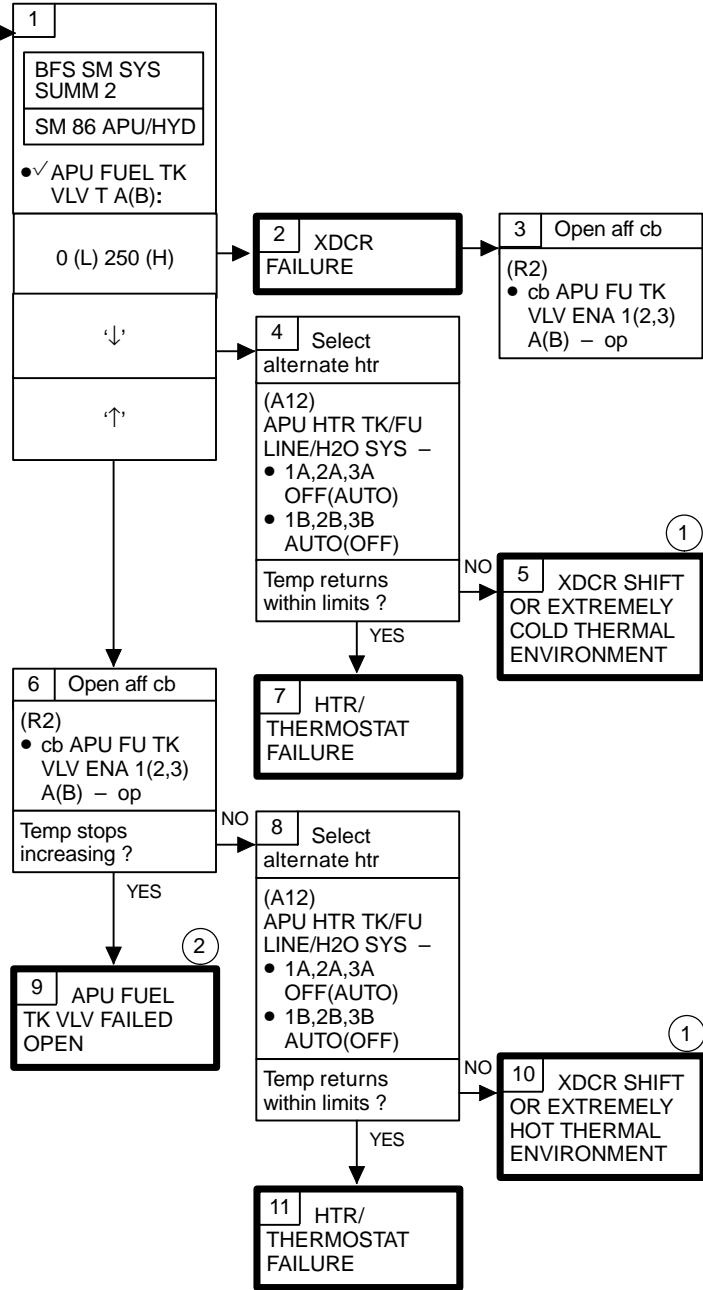 1
BFS SM SYS
SUMM 2
SM 86 APU/HYD
•√ APU FUEL TK
VLV T A(B):
0 (L) 250 (H)
2 XDCR
FAILURE
3 Open aff cb
(R2)
• cb APU FU TK
VLV ENA 1(2,3)
A(B) – op
‘↓’
4 Select
alternate htr
(A12)
APU HTR TK/FU
LINE/H2O SYS –
• 1A,2A,3A
OFF(AUTO)
• 1B,2B,3B
AUTO(OFF)
Temp returns
within limits ?
NO
1
5 XDCR SHIFT
OR EXTREMELY
COLD THERMAL
ENVIRONMENT
YES
7 HTR/
THERMOSTAT
FAILURE
‘↑’
6 Open aff cb
(R2)
• cb APU FU TK
VLV ENA 1(2,3)
A(B) – op
Temp stops
increasing ?
NO
YES
2
9 APU FUEL
TK VLV FAILED
OPEN
8 Select
alternate htr
(A12)
APU HTR TK/FU
LINE/H2O SYS –
• 1A,2A,3A
OFF(AUTO)
• 1B,2B,3B
AUTO(OFF)
Temp returns
within limits ?
NO
1
10 XDCR SHIFT
OR EXTREMELY
HOT THERMAL
ENVIRONMENT
YES
11 HTR/
THERMOSTAT
FAILURE